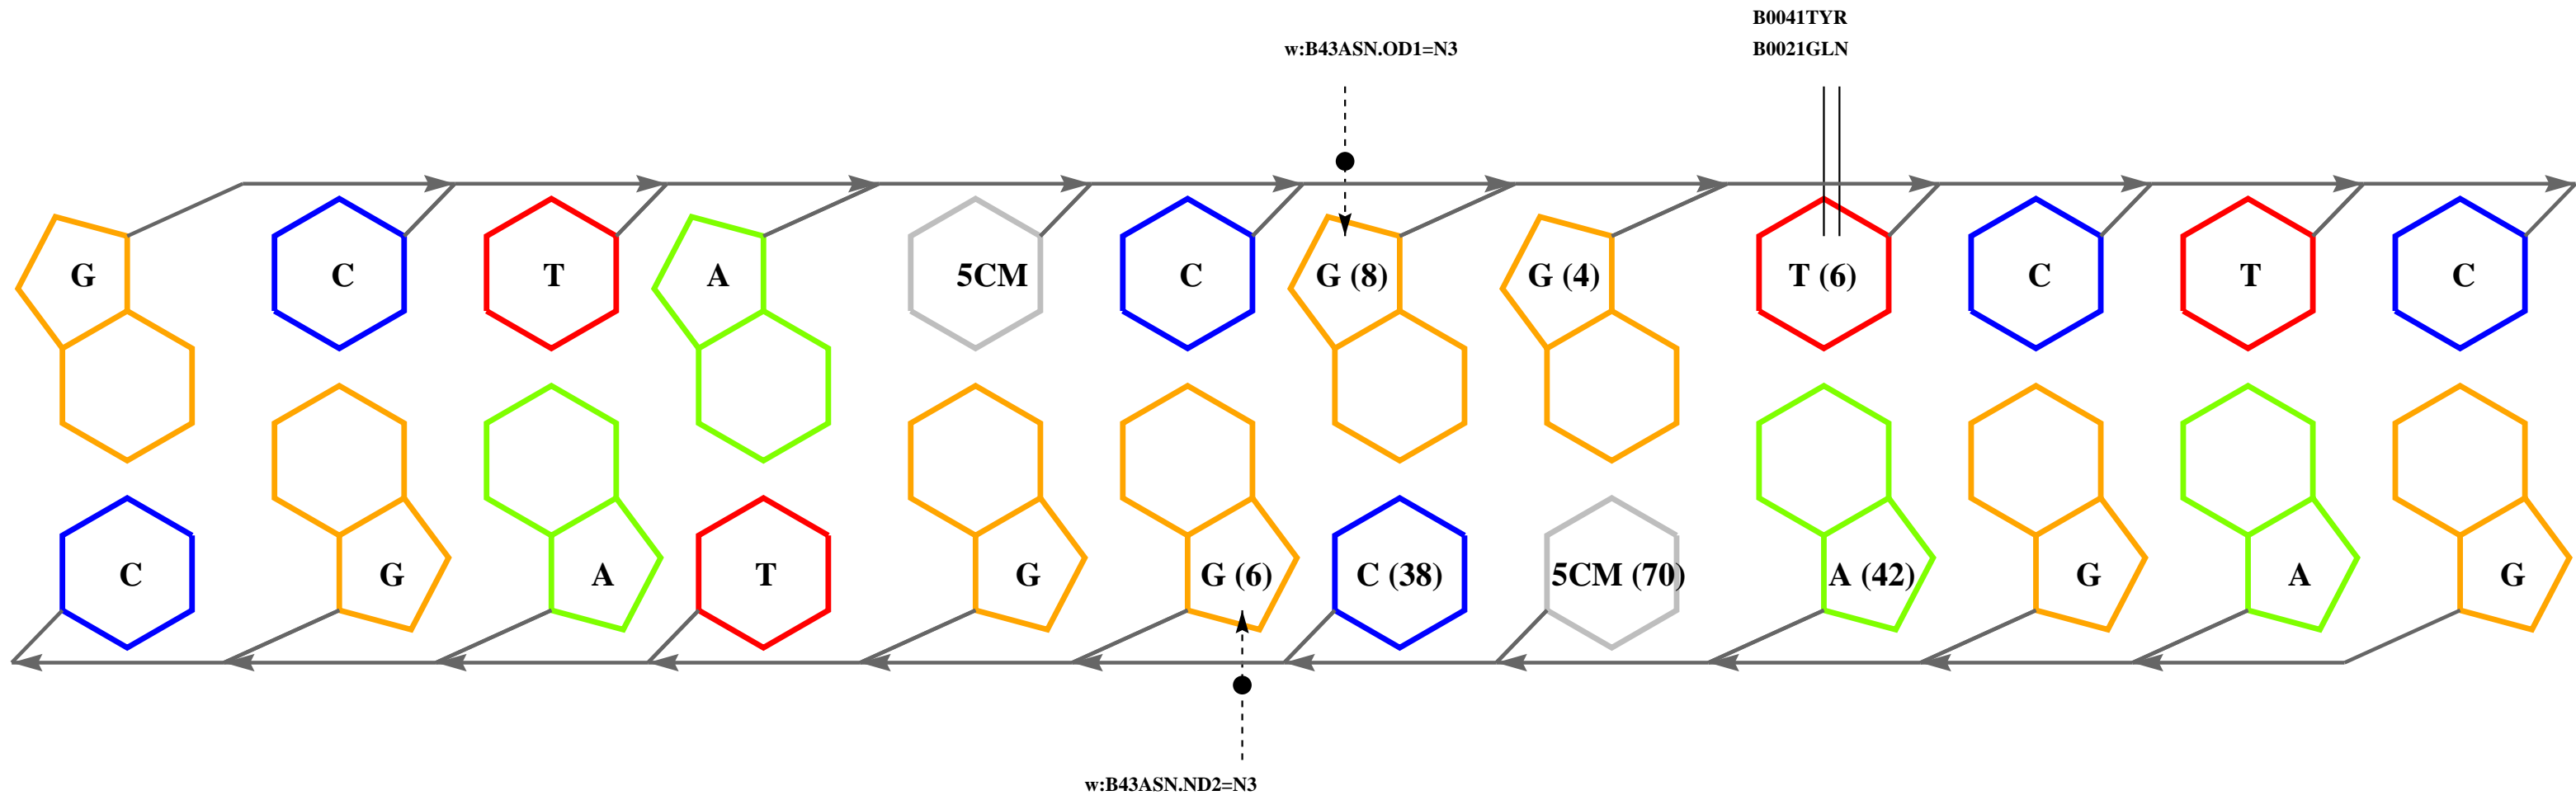 B0041TYR
w:B43ASN.OD1=N3 B0021GLN
G C T A 5CM C G (8) G (4) T (6) C T C
C G A T G G (6) C (38) 5CM (70) A (42) G A G
w:B43ASN.ND2=N3